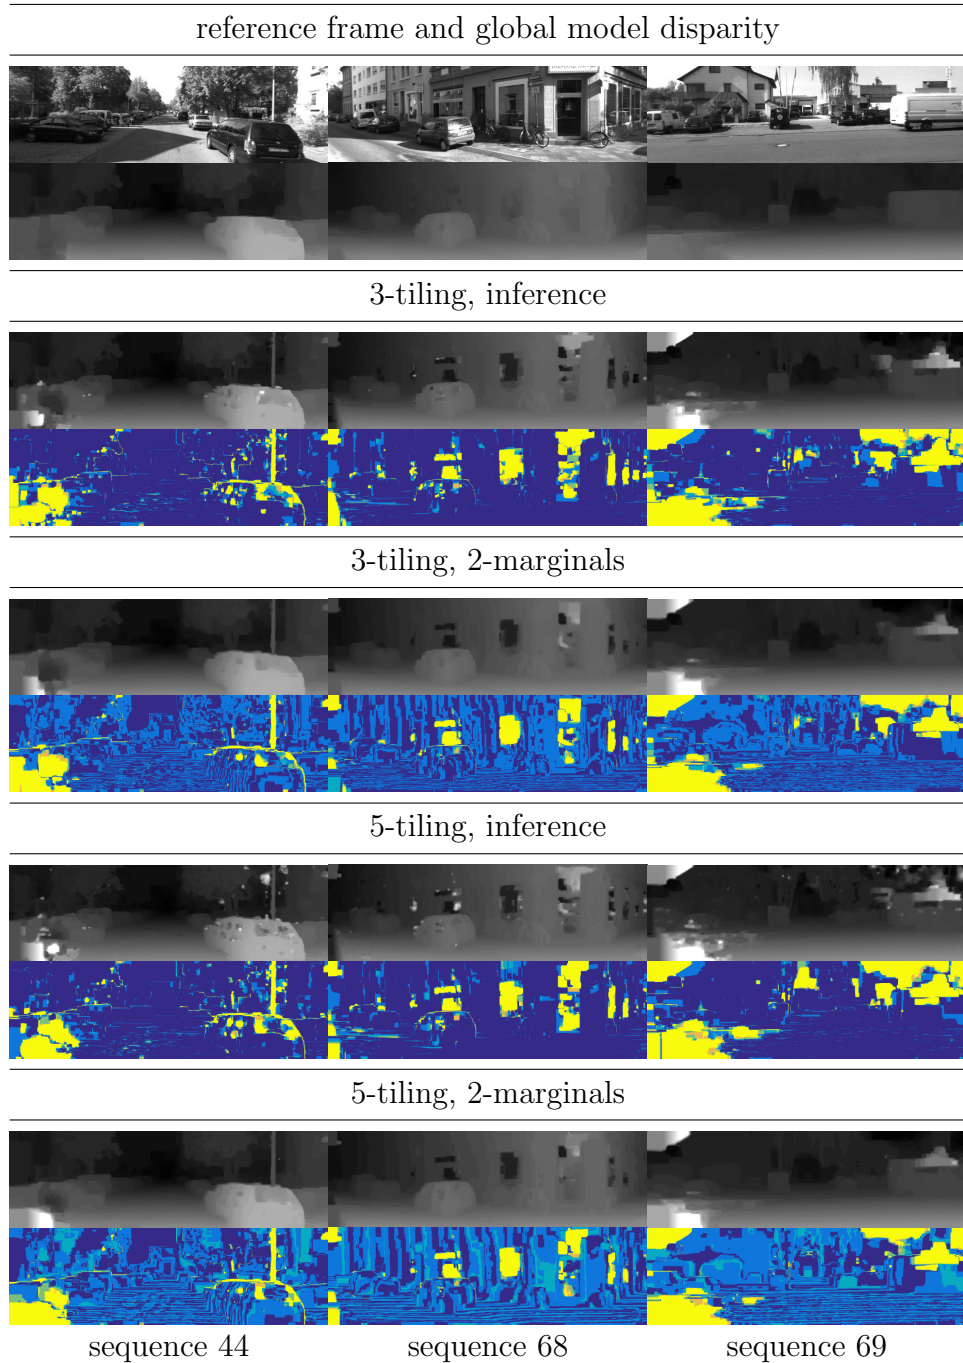 reference frame and global model disparity
3-tiling, inference
3-tiling, 2-marginals
5-tiling, inference
5-tiling, 2-marginals
sequence 44
sequence 68
sequence 69